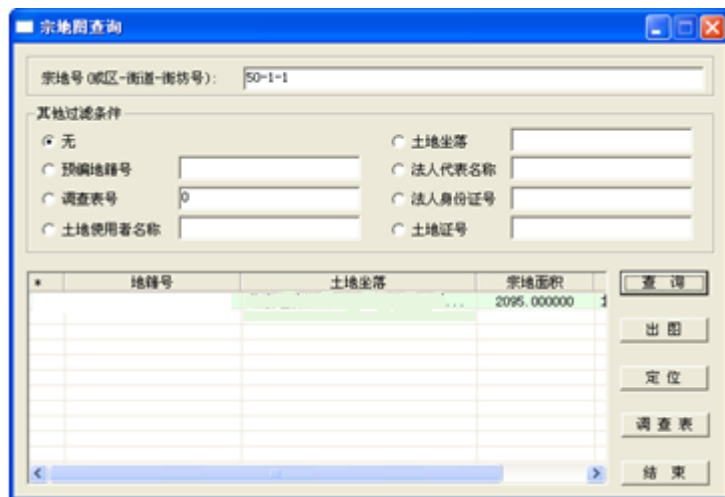 宗地图查询
宗地号(城区-街道-街坊号): 50-1-1
其他过滤条件
无 土地坐落
预编地籍号 法人代表名称
调查表号 0 法人身份证号
土地使用者名称 土地证号
* 地籍号 土地坐落 宗地面积 查 询
... 2095.000000
出 图
定 位
调 查 表
结 束